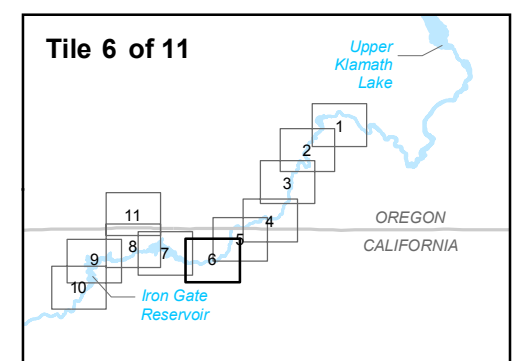 Tile 6 of 11
Upper
Klamath
Lake
1
2
3
4
5
6
7
8
9
10
11
OREGON
CALIFORNIA
Iron Gate
Reservoir